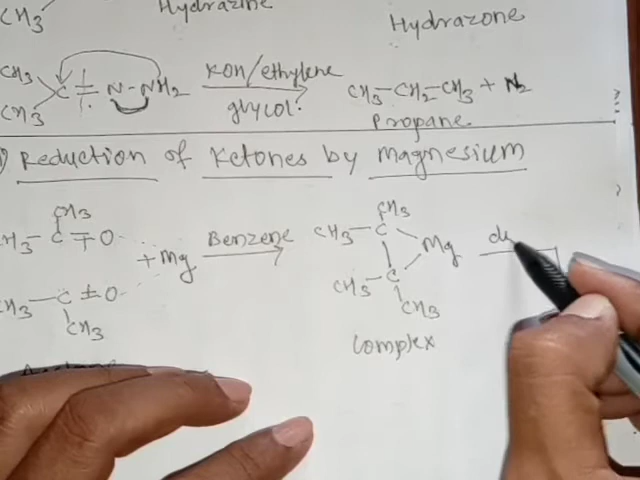 CH3
Hydrazine
Hydrazone
CH3
C = N - NH2
KOH/ethylene
glycol.
CH3-CH2-CH3 + N2
CH3
Propane
Reduction of Ketones by Magnesium
CH3
CH3 - C = O
+ Mg
Benzene
CH3
CH3 - C
Mg
CH3 - C = O
CH3
CH3 - C
CH3
Complex